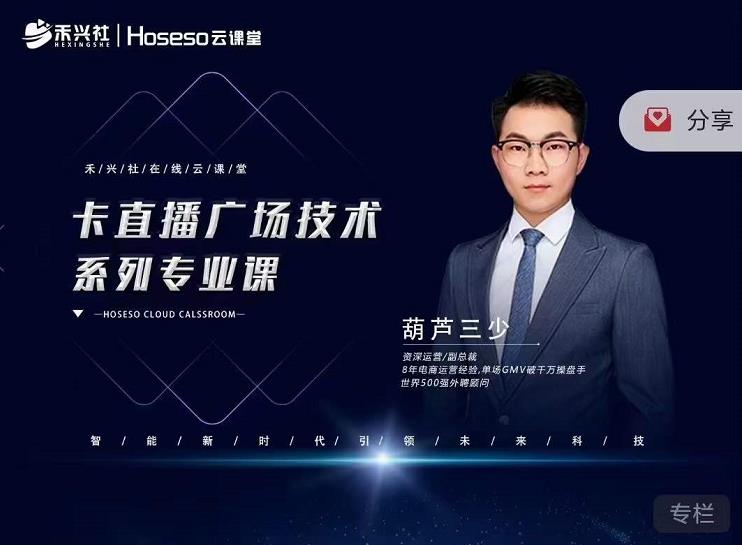 禾兴社 Hoseso云课堂
HEXINGSHE
分享
禾/兴/社/在/线/云/课/堂
卡直播广场技术
系列专业课
—HOSESO CLOUD CALSSROOM—
葫芦三少
资深运营/副总裁
8年电商运营经验,单场GMV破千万操盘手
世界500强外聘顾问
智/能/新/时/代/引/领/未/来/科/技
专栏